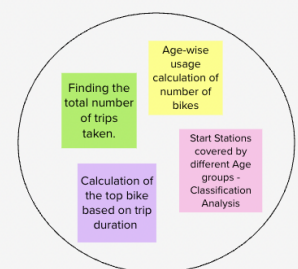 Age-wise
usage
calculation of
number of
bikes
Finding the
total number
of trips
taken.
Start Stations
covered by
different Age
groups -
Classification
Analysis
Calculation of
the top bike
based on trip
duration